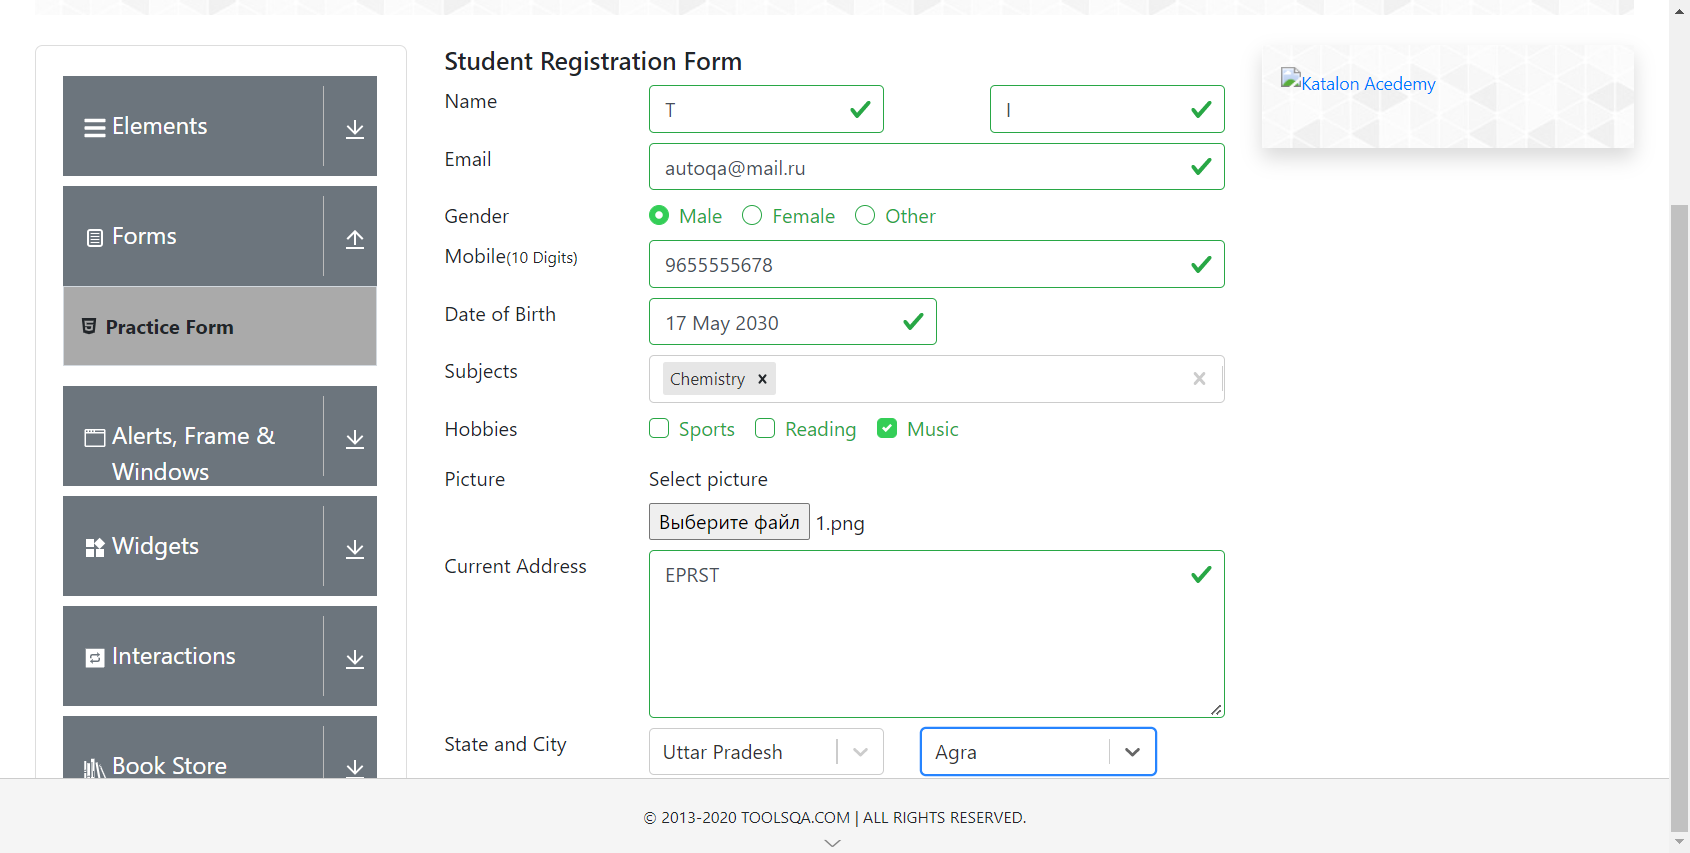 Elements
Forms
Practice Form
Alerts, Frame &
Windows
Widgets
Interactions
Book Store
Student Registration Form
Name
T
I
Email
autoqa@mail.ru
Gender
Male
Female
Other
Mobile(10 Digits)
9655555678
Date of Birth
17 May 2030
Subjects
Chemistry
Hobbies
Sports
Reading
Music
Picture
Select picture
Выберите файл 1.png
Current Address
EPRST
State and City
Uttar Pradesh
Agra
Katalon Acedemy
© 2013-2020 TOOLSQA.COM | ALL RIGHTS RESERVED.